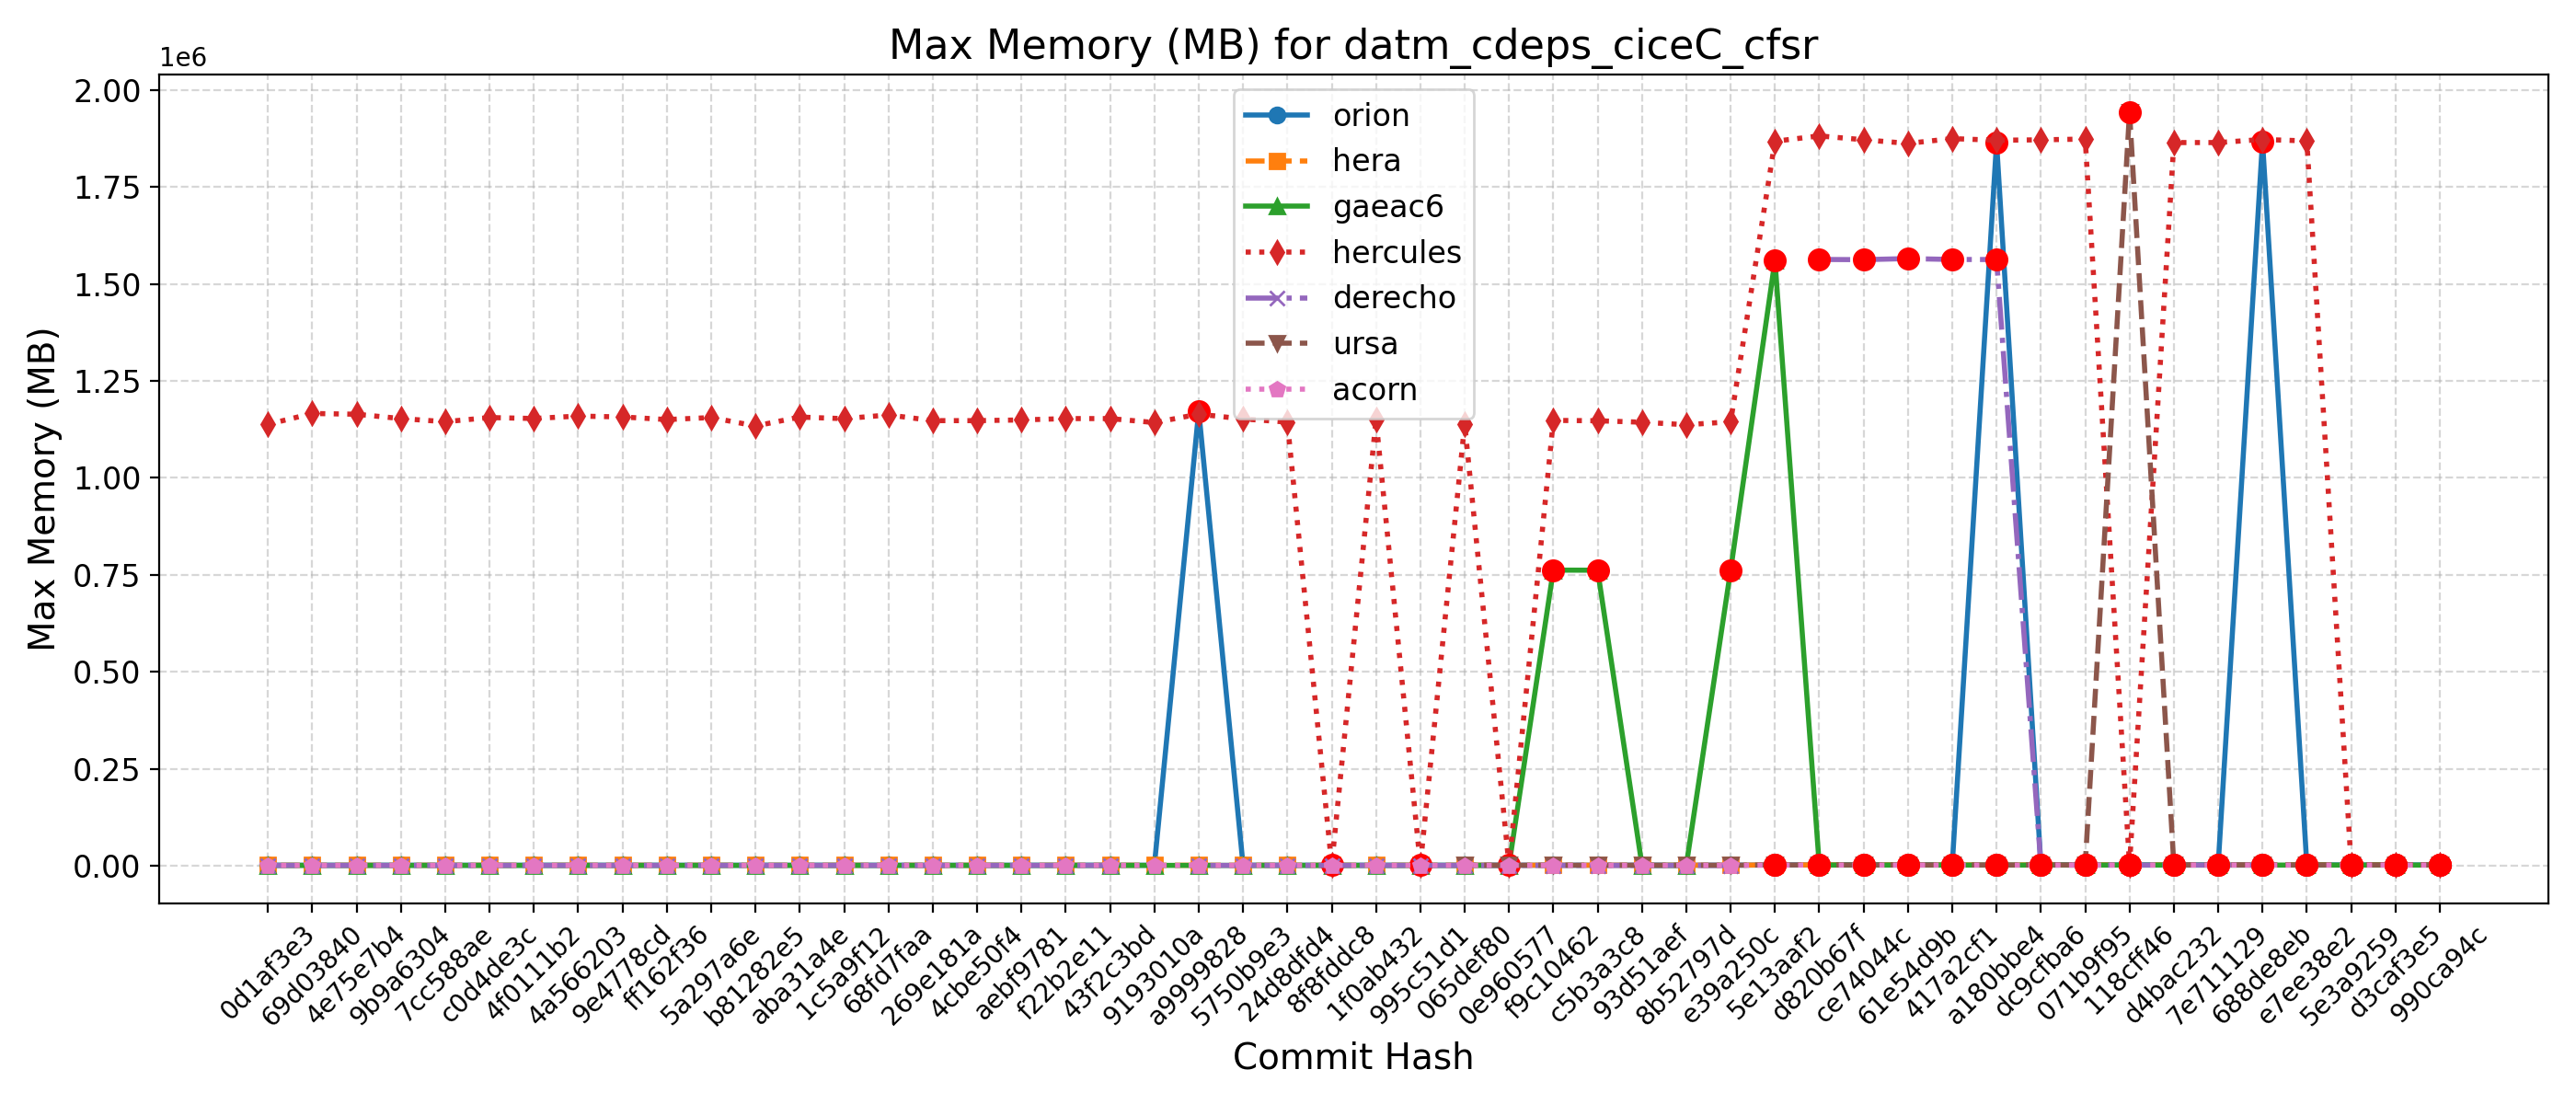 Max Memory (MB) for datm_cdeps_ciceC_cfsr
1e6
2.00
1.75
1.50
1.25
1.00
0.75
0.50
0.25
0.00
Max Memory (MB)
orion
hera
gaeac6
hercules
derecho
ursa
acorn
0d1af3e3
69d03840
4e75e7b4
9b9a6304
7cc588ae
c0d4de3c
4f0111b2
4a566203
9e4778cd
ff162f36
5a297a6e
b81282e5
aba31a4e
1c5a9f12
68fd7faa
269e181a
4cbe50f4
aebf9781
f22b2e11
43f2c3bd
9193010a
a9999828
5750b9e3
24d8dfd4
8f8fddc8
1f0ab432
995c51d1
065def80
0e960577
f9c10462
c5b3a3c8
93d51aef
8b52797d
e39a250c
5e13aaf2
d820b67f
ce74044c
61e54d9b
417a2cf1
a180bbe4
dc9cfba6
071b9f95
118cff46
d4bac232
7e711129
688de8eb
e7ee38e2
5e3a9259
d3caf3e5
990ca94c
Commit Hash